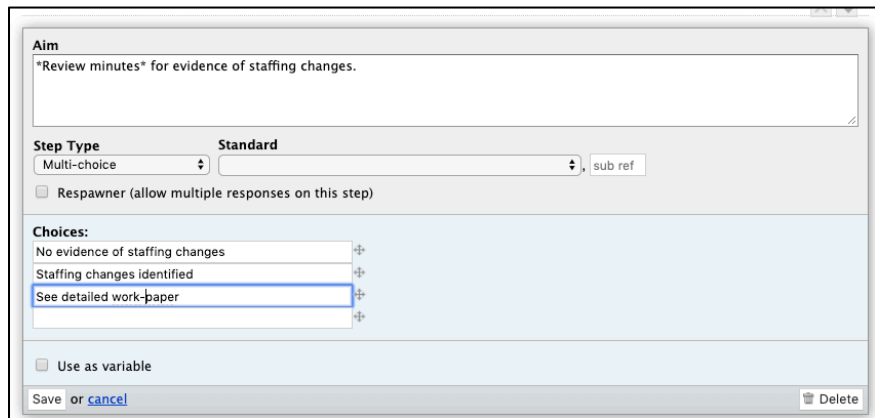 Aim
*Review minutes* for evidence of staffing changes.
Step Type Standard
Multi-choice , sub ref
Respawner (allow multiple responses on this step)
Choices:
No evidence of staffing changes
Staffing changes identified
See detailed work-paper
Use as variable
Save or cancel Delete